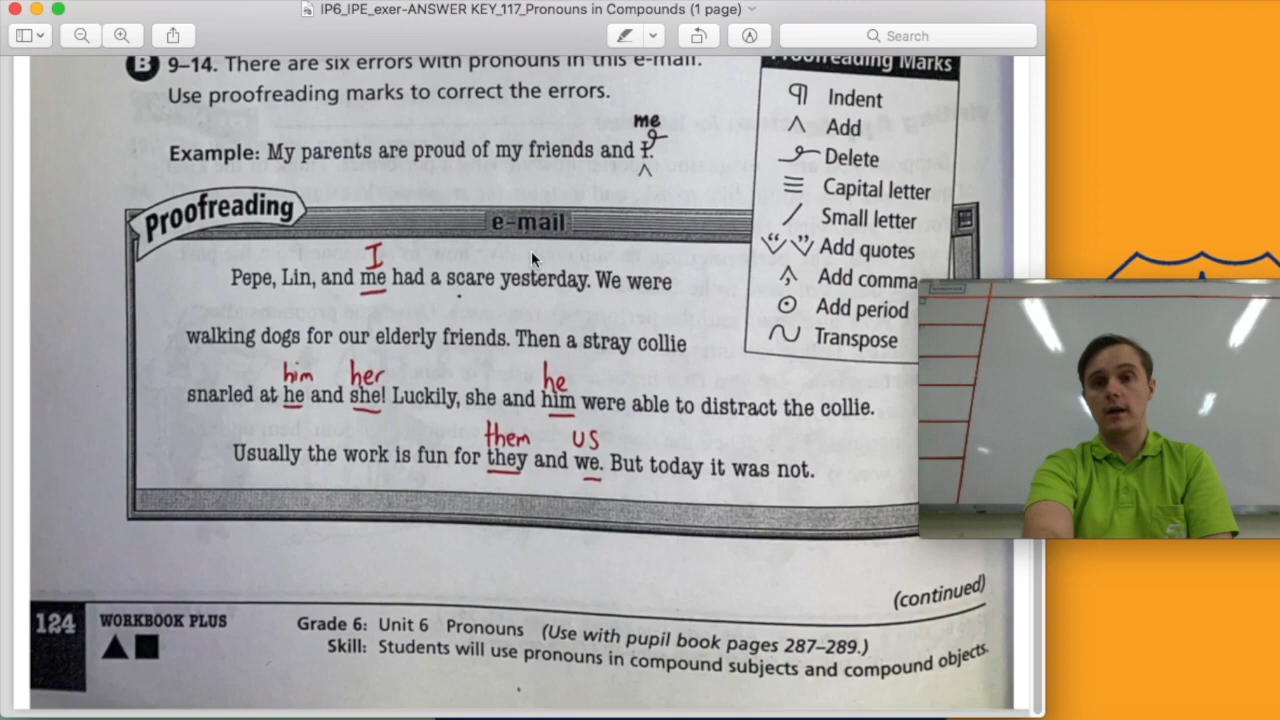 IP6_IPE_exer-ANSWER KEY_117_Pronouns in Compounds (1 page)
Search
B 9–14. There are six errors with pronouns in this e-mail.
Use proofreading marks to correct the errors.
me
Example: My parents are proud of my friends and I.
Proofreading
e-mail
I
Pepe, Lin, and me had a scare yesterday. We were
walking dogs for our elderly friends. Then a stray collie
him her he
snarled at he and she! Luckily, she and him were able to distract the collie.
them us
Usually the work is fun for they and we. But today it was not.
Proofreading Marks
¶ Indent
Add
Delete
Capital letter
Small letter
Add quotes
Add comma
Add period
Transpose
(continued)
124 WORKBOOK PLUS
Grade 6: Unit 6 Pronouns (Use with pupil book pages 287–289.)
Skill: Students will use pronouns in compound subjects and compound objects.